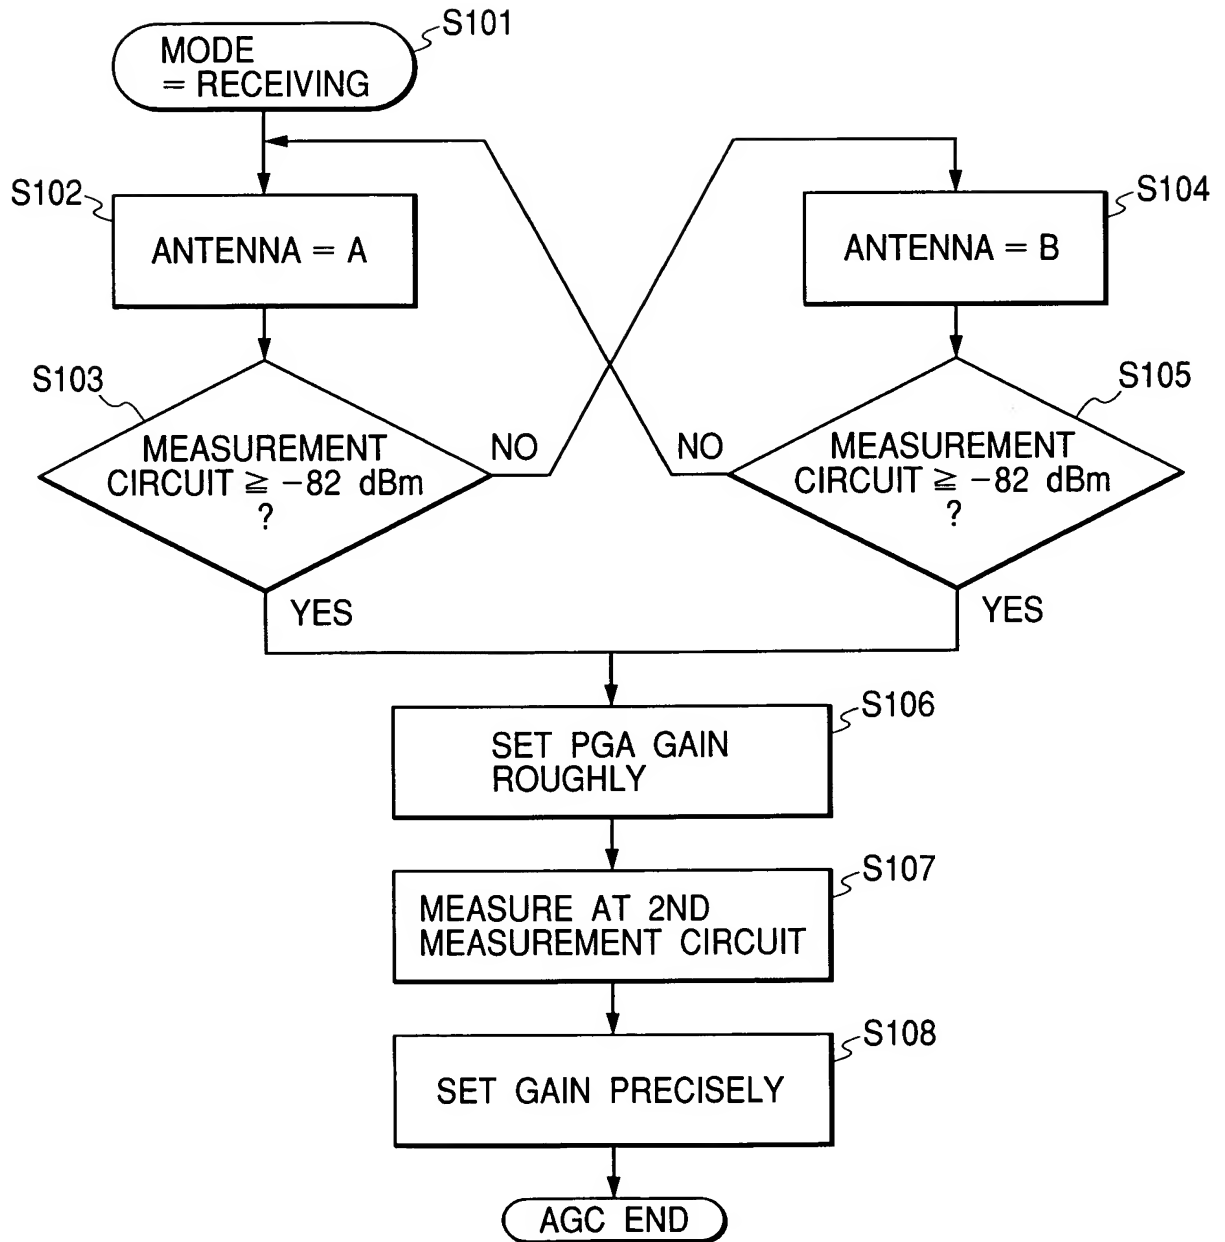 S101
MODE
= RECEIVING
S102
ANTENNA = A
S104
ANTENNA = B
S103
MEASUREMENT
CIRCUIT ≧ −82 dBm
?
NO
NO
S105
MEASUREMENT
CIRCUIT ≧ −82 dBm
?
YES
YES
S106
SET PGA GAIN
ROUGHLY
S107
MEASURE AT 2ND
MEASUREMENT CIRCUIT
S108
SET GAIN PRECISELY
AGC END